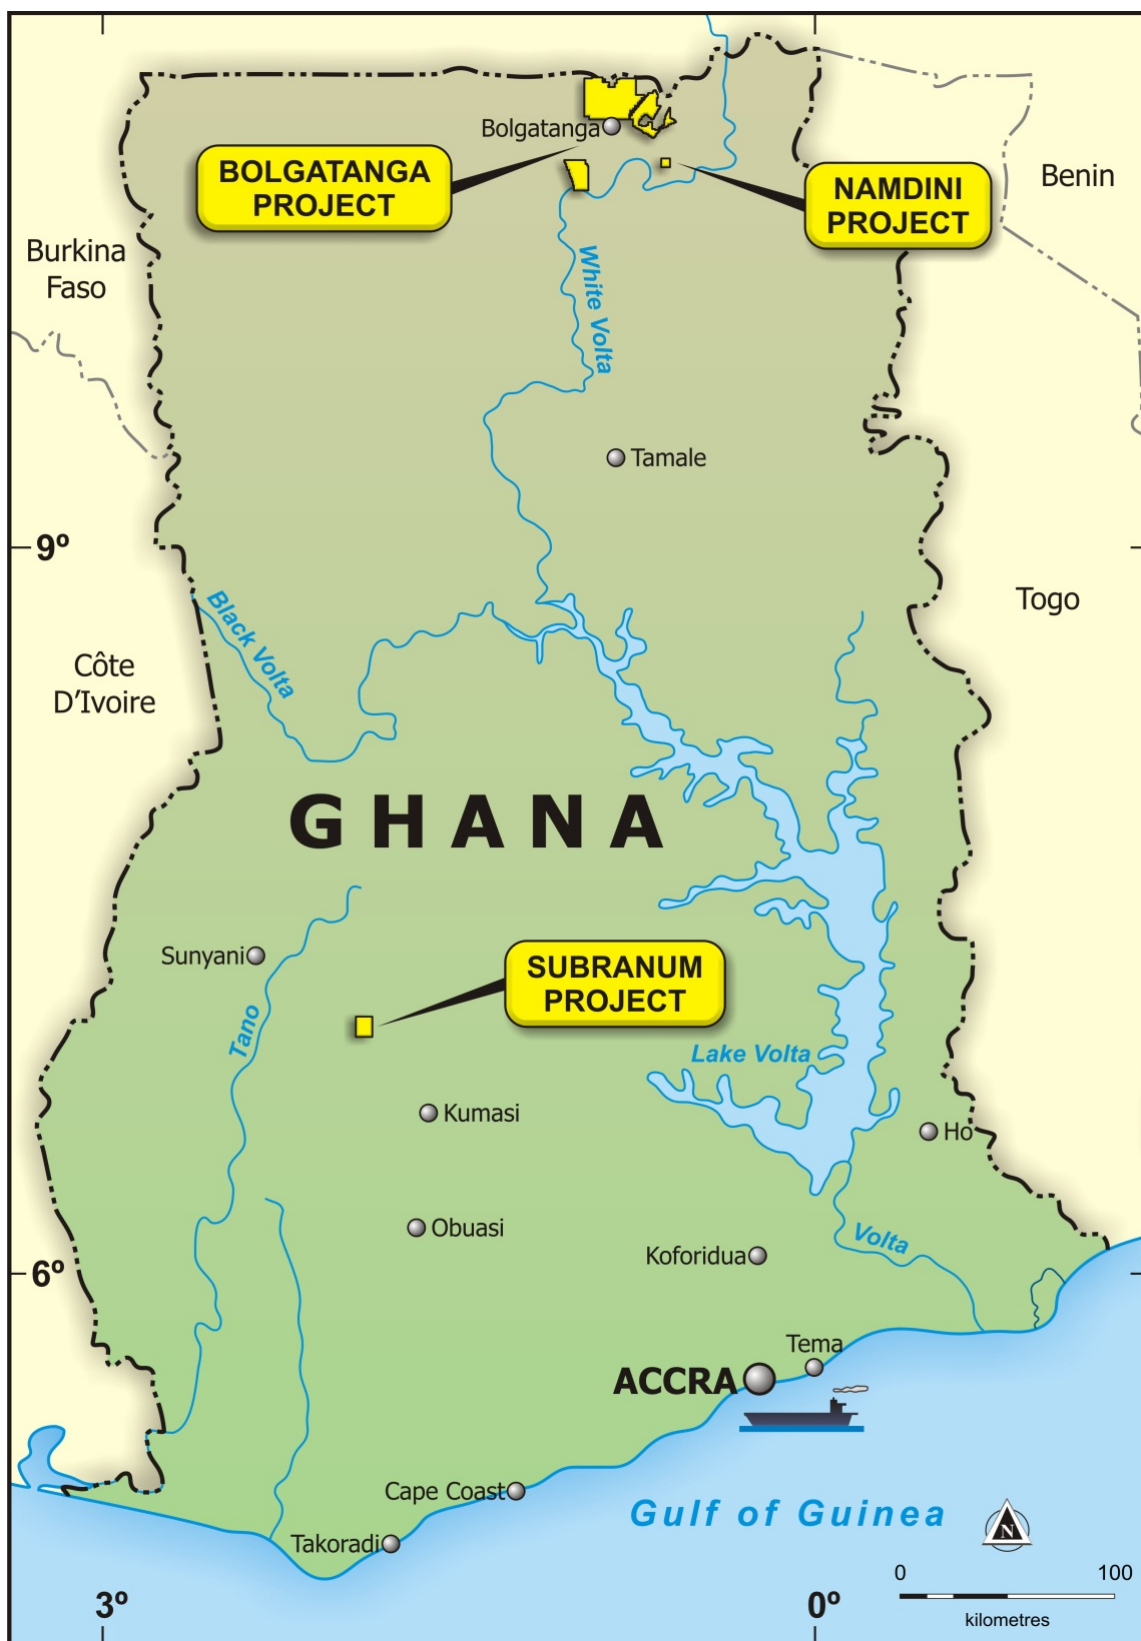 Bolgatanga
BOLGATANGA
PROJECT
NAMDINI
PROJECT
Benin
Burkina
Faso
White Volta
Tamale
9º
Togo
Black Volta
Côte
D'Ivoire
GHANA
Sunyani
SUBRANUM
PROJECT
Tano
Lake Volta
Kumasi
Ho
Obuasi
Koforidua
Volta
6º
Tema
ACCRA
Cape Coast
Gulf of Guinea
N
Takoradi
0 100
kilometres
3º
0º